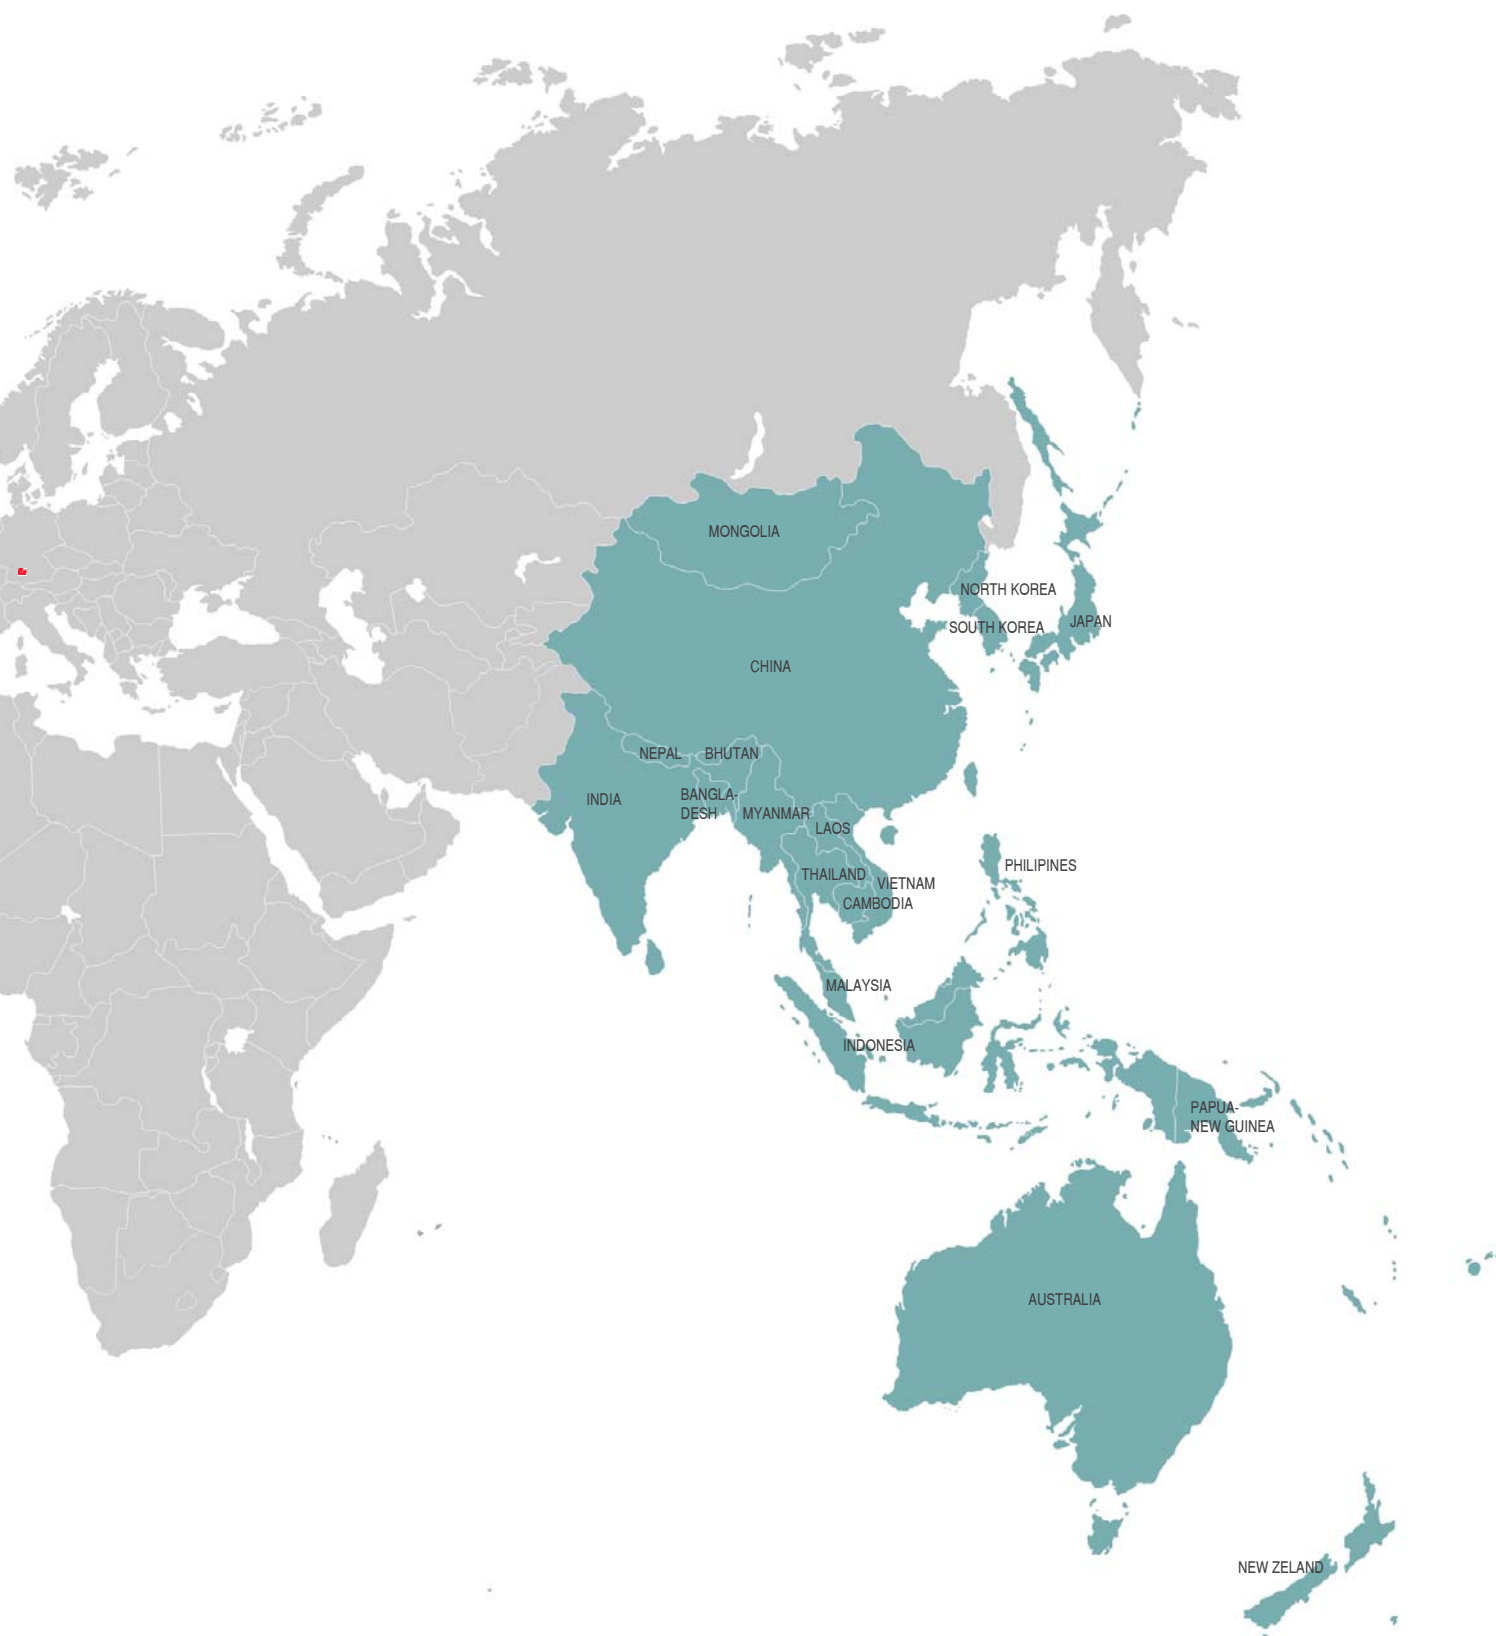 MONGOLIA
NORTH KOREA
SOUTH KOREA
JAPAN
CHINA
NEPAL
BHUTAN
INDIA
BANGLA-
DESH
MYANMAR
LAOS
PHILIPINES
THAILAND
VIETNAM
CAMBODIA
MALAYSIA
INDONESIA
PAPUA-
NEW GUINEA
AUSTRALIA
NEW ZELAND